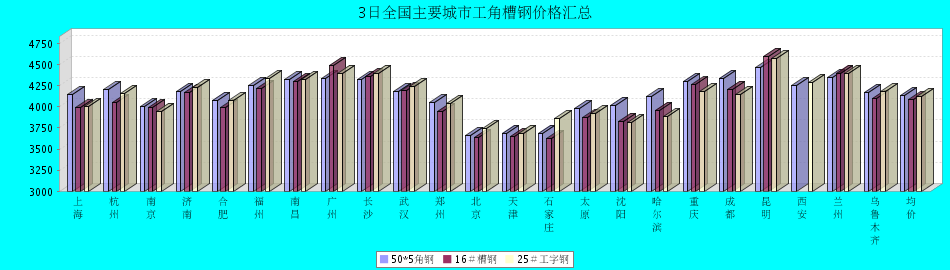 3日全国主要城市工角槽钢价格汇总
4750
4500
4250
4000
3750
3500
3250
3000
上海
杭州
南京
济南
合肥
福州
南昌
广州
长沙
武汉
郑州
北京
天津
石家庄
太原
沈阳
哈尔滨
重庆
成都
昆明
西安
兰州
乌鲁木齐
均价
50*5角钢
16#槽钢
25#工字钢